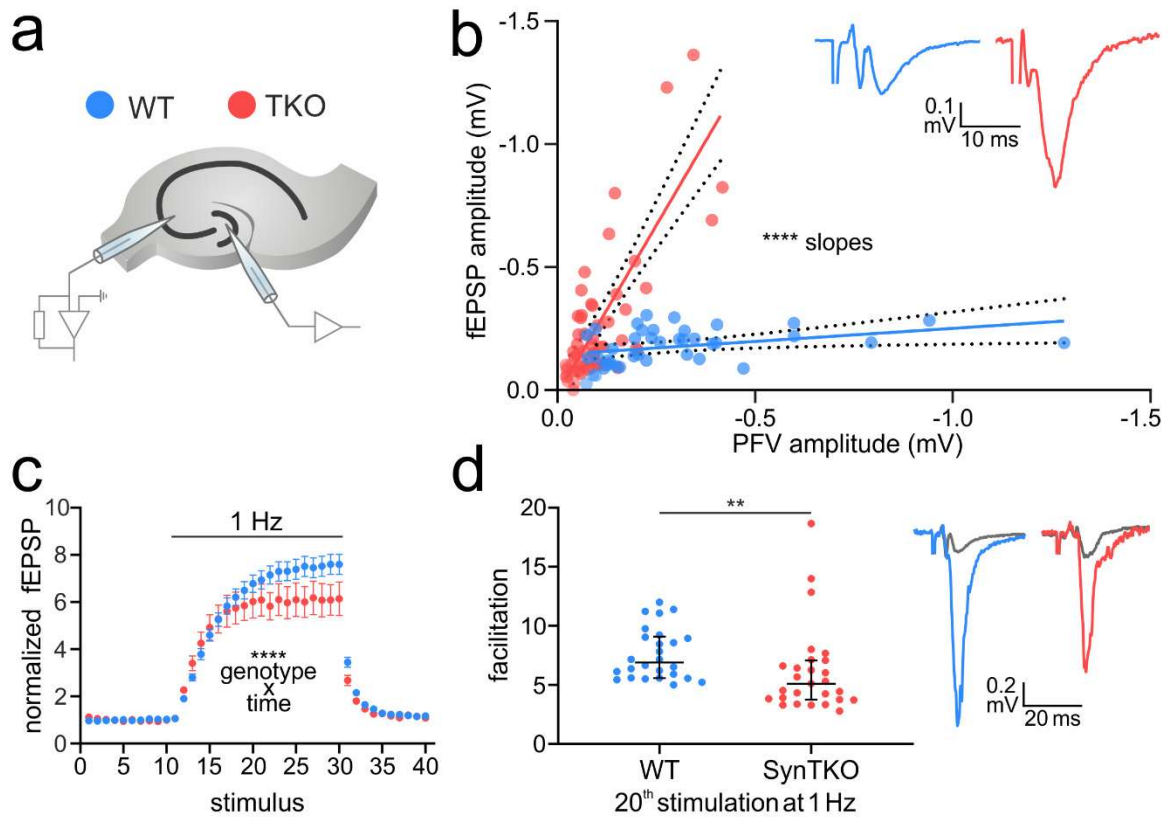 a
WT TKO
b
-1.5
-1.0
-0.5
0.0
fEPSP amplitude (mV)
0.0 -0.5 -1.0 -1.5
PFV amplitude (mV)
**** slopes
0.1
mV
10 ms
c
10
8
6
4
2
0
normalized fEPSP
1 Hz
****
genotype
x
time
0 5 10 15 20 25 30 35 40
stimulus
d
20
15
10
5
0
facilitation
**
WT SynTKO
20th stimulation at 1 Hz
0.2
mV
20 ms